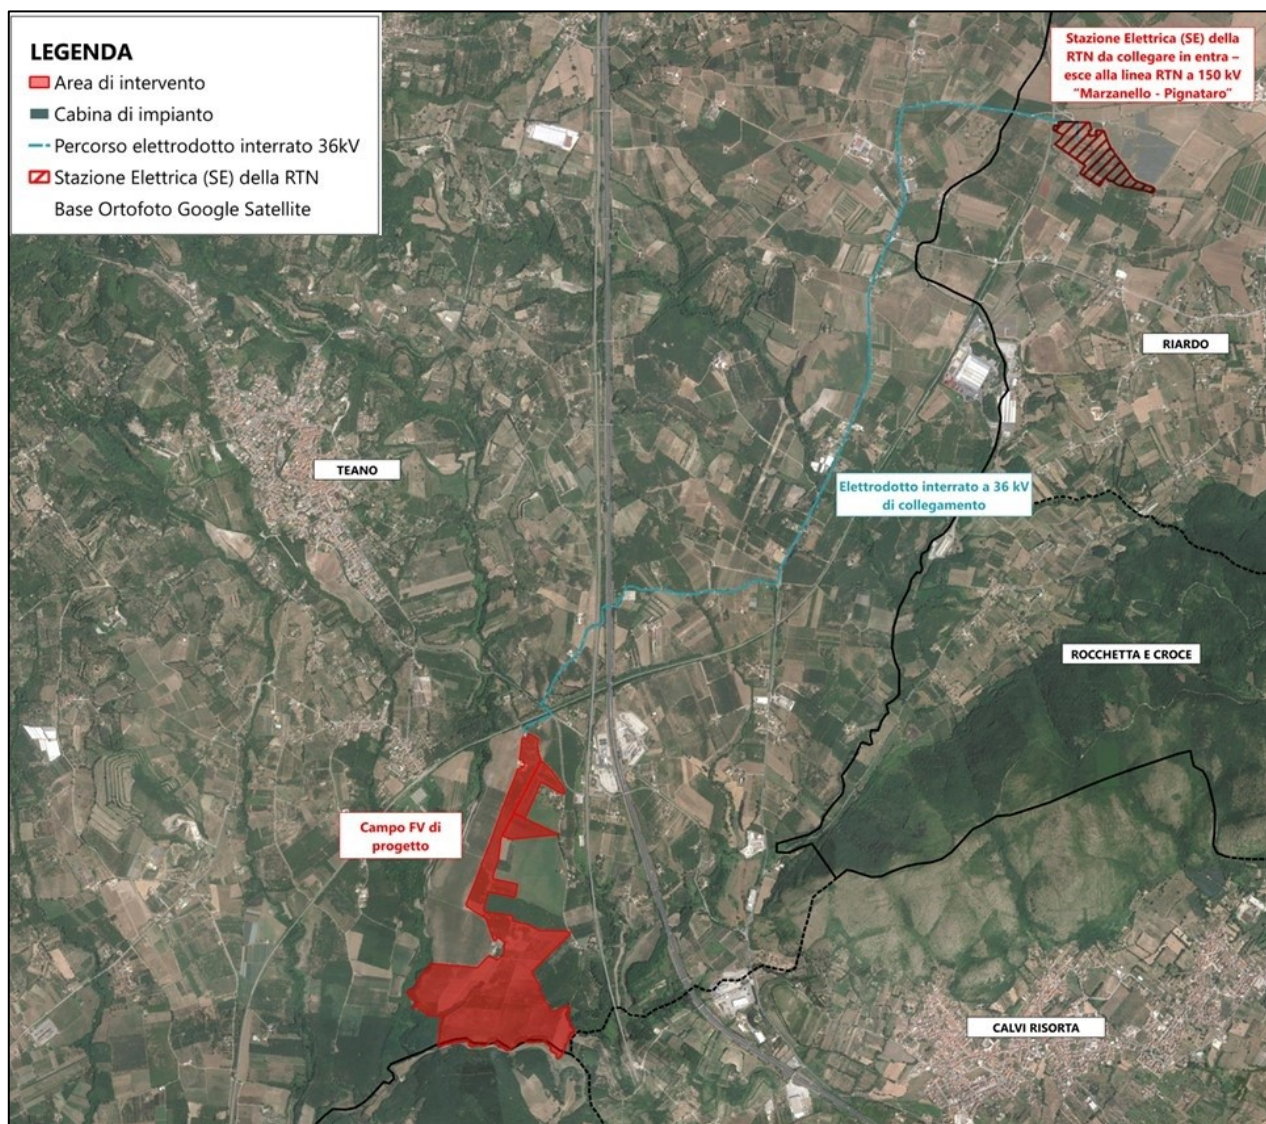 LEGENDA
Area di intervento
Cabina di impianto
Percorso elettrodotto interrato 36kV
Stazione Elettrica (SE) della RTN
Base Ortofoto Google Satellite
Stazione Elettrica (SE) della
RTN da collegare in entra –
esce alla linea RTN a 150 kV
"Marzanello - Pignataro"
RIARDO
TEANO
Elettrodotto interrato a 36 kV
di collegamento
ROCCHETTA E CROCE
Campo FV di
progetto
CALVI RISORTA